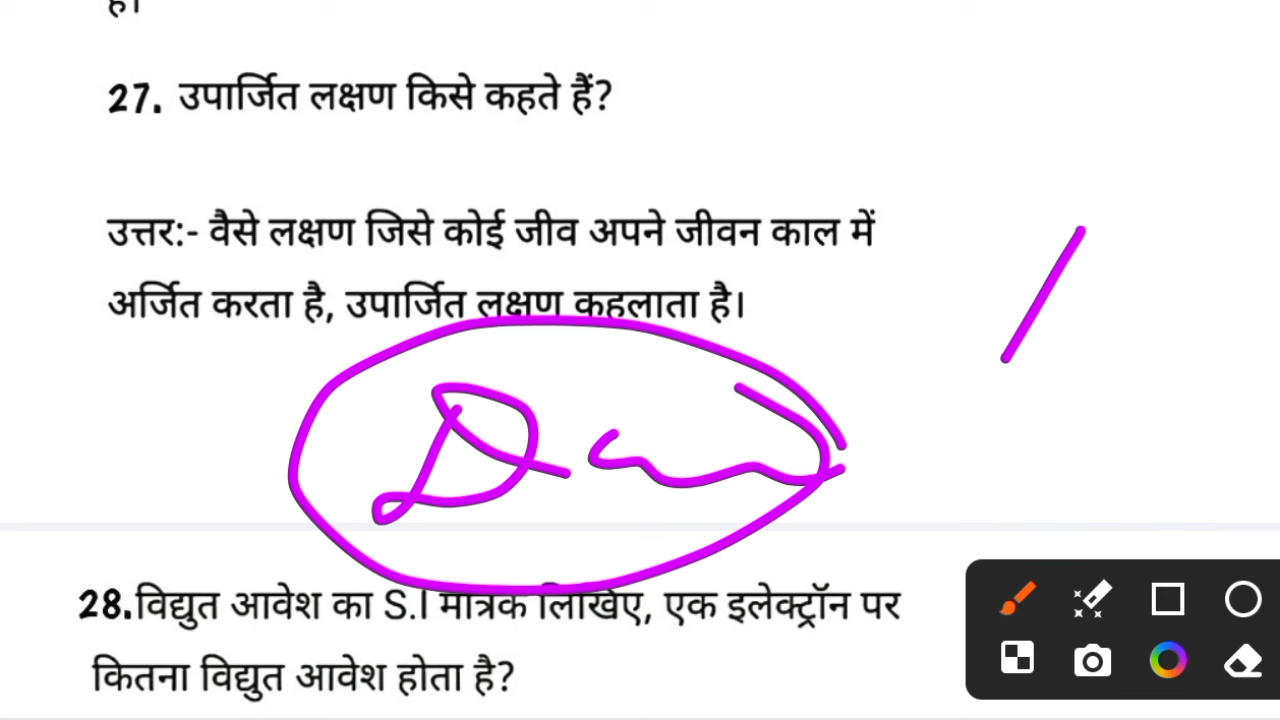 है।
27. उपार्जित लक्षण किसे कहते हैं?
उत्तर:- वैसे लक्षण जिसे कोई जीव अपने जीवन काल में
अर्जित करता है, उपार्जित लक्षण कहलाता है।
28.विद्युत आवेश का S.I मात्रक लिखिए, एक इलेक्ट्रॉन पर
कितना विद्युत आवेश होता है?